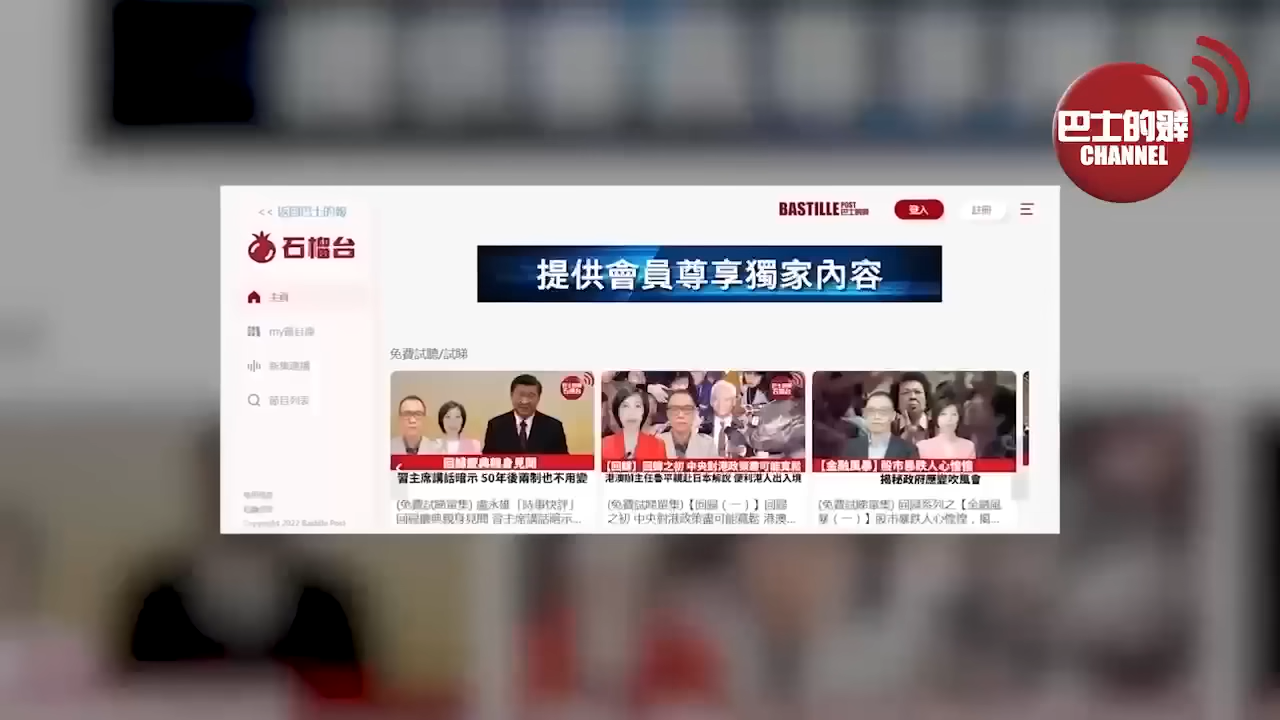 巴士的報
CHANNEL
<< 返回巴士的報
BASTILLE POST
巴士的報
登入
註冊
石榴台
提供會員尊享獨家內容
主頁
my節目庫
新集速播
節目列表
免費試聽/試睇
回歸慶典親身見聞
習主席講話暗示 50年後兩制也不用變
(免費試睇單集) 盧永雄「時事快評」
回歸慶典親身見聞 習主席講話暗示...
【回歸】回歸之初 中央對港政策盡可能寬鬆
港澳辦主任魯平親赴日本解說 便利港人出入境
(免費試睇單集)【回歸（一）】回歸
之初 中央對港政策盡可能寬鬆 港澳...
【金融風暴】股市暴跌人心惶惶
揭秘政府應變吹風會
(免費試睇單集) 回歸系列之【金融風
暴（一）】股市暴跌人心惶惶，揭...
Copyright 2022 Bastille Post